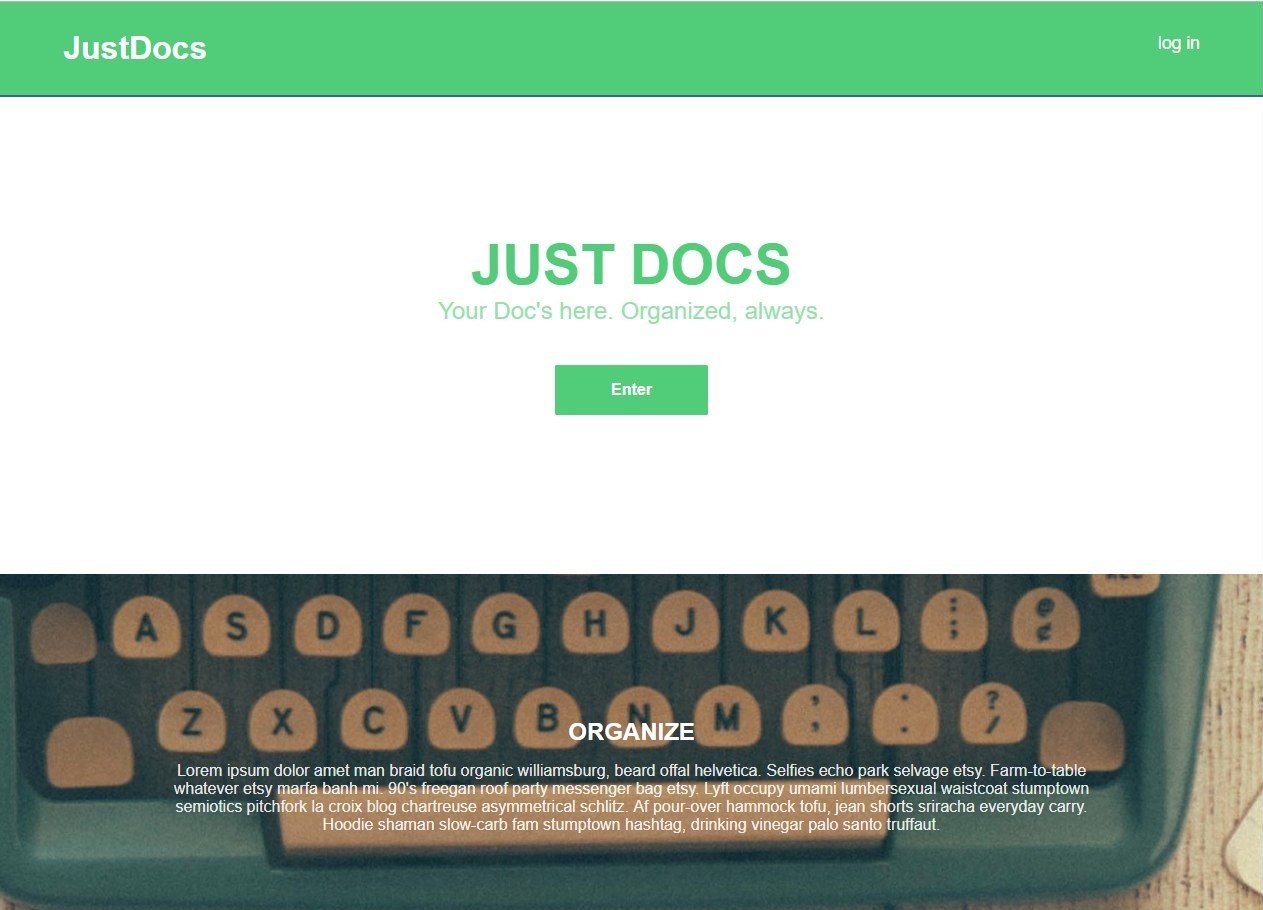 JustDocs
log in
JUST DOCS
Your Doc's here. Organized, always.
Enter
A S D F G H J K L ; : @ ¢
Z X C V B N M , , . . ? /
ORGANIZE
Lorem ipsum dolor amet man braid tofu organic williamsburg, beard offal helvetica. Selfies echo park selvage etsy. Farm-to-table
whatever etsy marfa banh mi. 90's freegan roof party messenger bag etsy. Lyft occupy umami lumbersexual waistcoat stumptown
semiotics pitchfork la croix blog chartreuse asymmetrical schlitz. Af pour-over hammock tofu, jean shorts sriracha everyday carry.
Hoodie shaman slow-carb fam stumptown hashtag, drinking vinegar palo santo truffaut.